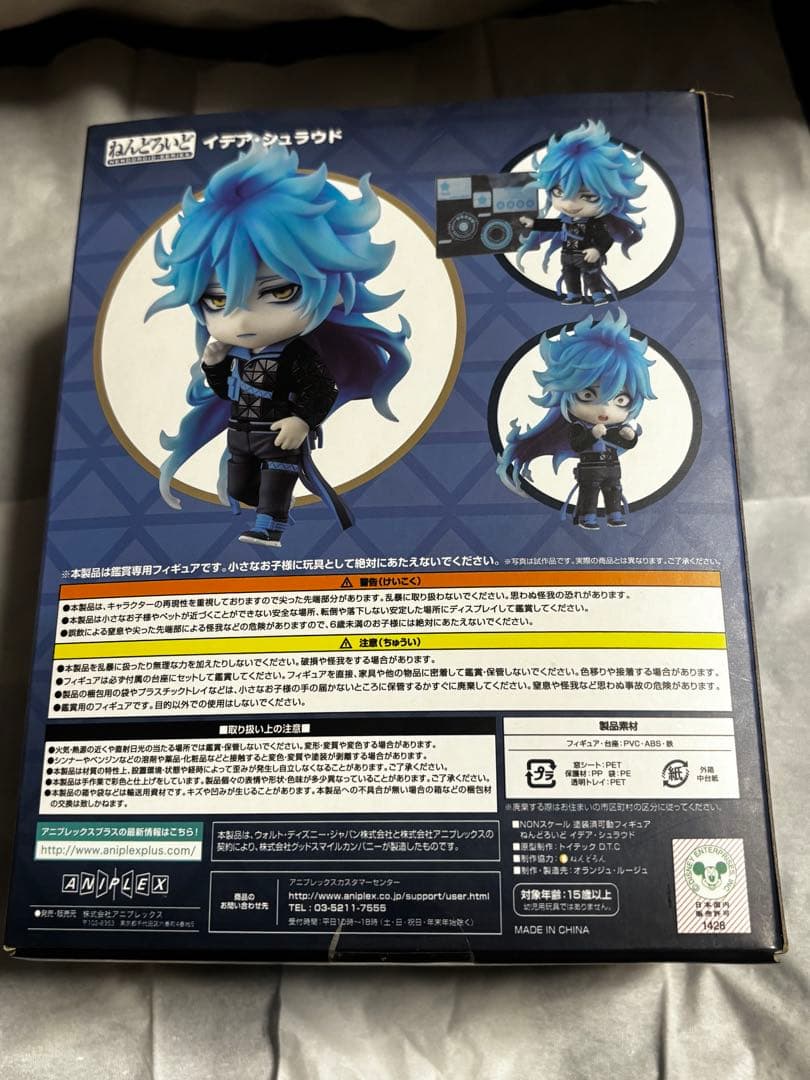 ねんどろいど
NENDOROID SERIES
イデア・シュラウド
※本製品は鑑賞専用フィギュアです。小さなお子様に玩具として絶対にあたえないでください。 ※写真は試作品です。実際の商品とは異なります。ご了承ください。
警告(けいこく)
●本製品は、キャラクターの再現性を重視しておりますので尖った先端部分があります。乱暴に取り扱わないでください。思わぬ怪我の恐れがあります。
●本製品は小さなお子様やペットが近づくことができない安全な場所、転倒や落下しない安定した場所にディスプレイして鑑賞してください。
●誤飲による窒息や尖った先端部による怪我などの危険がありますので、6歳未満のお子様には絶対にあたえないでください。
注意(ちゅうい)
●本製品を乱暴に扱ったり無理な力を加えたりしないでください。破損や怪我をする場合があります。
●フィギュアは必ず付属の台座にセットして鑑賞してください。フィギュアを直接、家具や他の物品に密着して鑑賞・保管しないでください。色移りや接着する場合があります。
●製品の梱包用の袋やプラスチックトレイなどは、小さなお子様の手の届かないところに保管するかすぐに廃棄してください。窒息や怪我など思わぬ事故の危険があります。
●鑑賞用のフィギュアです。目的以外での使用はしないでください。
■取り扱い上の注意■
●火気・熱源の近くや直射日光の当たる場所では鑑賞・保管しないでください。変形・変質や変色する場合があります。
●シンナーやベンジンなどの溶剤や薬品・化粧品などと接触すると変色・変質や塗装が剥離する場合があります。
●本製品は材質の特性上、設置環境・状態や経時によって歪みが発生し自立しなくなることがあります。ご了承ください。
●本製品は手作業で彩色と仕上げをしています。製品個々の表情や形状・色味が多少異なっていることがあります。ご了承ください。
●本製品の箱や袋などは輸送用資材です。キズや凹みが生じることがあります。本製品への不具合が無い場合の箱などの梱包材の交換は致しかねます。
製品素材
フィギュア・台座:PVC・ABS・鉄
プラ
窓シート:PET
保護材:PP 袋:PE
透明トレイ:PET
紙
外箱
中台紙
※廃棄する際はお住まいの市区町村の区分に従ってください。
アニプレックスプラスの最新情報はこちら!
http://www.aniplexplus.com/
ANIPLEX
●発売・販売元 株式会社アニプレックス
〒102-8353 東京都千代田区六番町4番地5
本製品は、ウォルト・ディズニー・ジャパン株式会社と株式会社アニプレックスの
契約により、株式会社グッドスマイルカンパニーが製造したものです。
商品の
お問い合わせ先
アニプレックスカスタマーセンター
http://www.aniplex.co.jp/support/user.html
TEL:03-5211-7555
受付時間:平日10時~18時(土・日・祝日・年末年始除く)
■NONスケール 塗装済可動フィギュア
ねんどろいど イデア・シュラウド
■原型制作:トイテック D.T.C
■制作協力:ねんどろん
■制作・製造元:オランジュ・ルージュ
対象年齢:15歳以上
幼児用玩具ではありません。
MADE IN CHINA
©DISNEY ENTERPRISES, INC.
日本国内
販売許可
1428